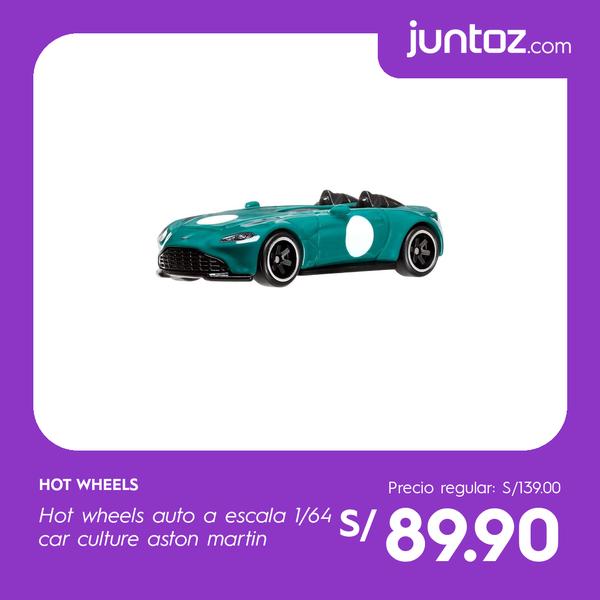 juntoz.com
HOT WHEELS
Hot wheels auto a escala 1/64
car culture aston martin
Precio regular: S/139.00
S/ 89.90